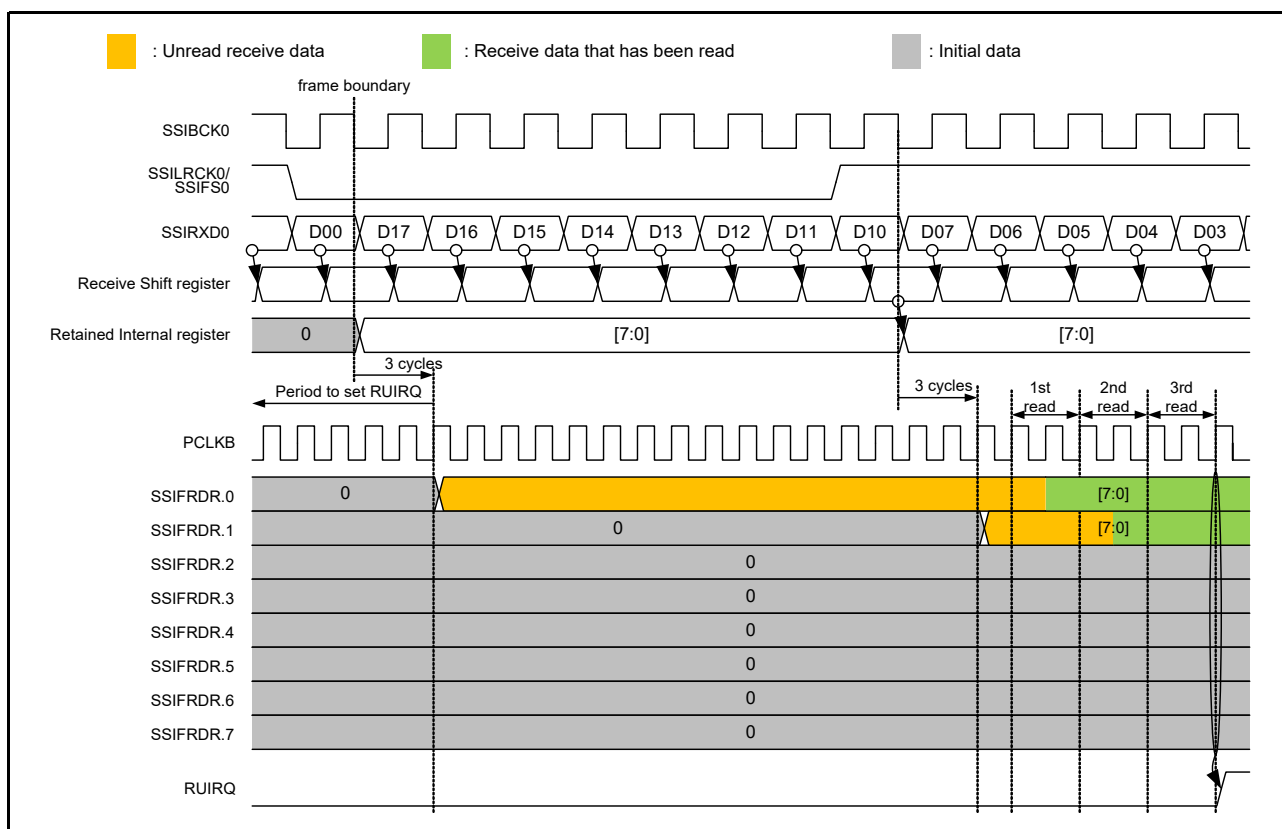 : Unread receive data : Receive data that has been read : Initial data
frame boundary
SSIBCK0
SSILRCK0/
SSIFS0
SSIRXD0 D00 D17 D16 D15 D14 D13 D12 D11 D10 D07 D06 D05 D04 D03
Receive Shift register
Retained Internal register 0 [7:0] [7:0]
3 cycles 3 cycles 1st read 2nd read 3rd read
Period to set RUIRQ
PCLKB
SSIFRDR.0 0 [7:0]
SSIFRDR.1 0 [7:0]
SSIFRDR.2 0
SSIFRDR.3 0
SSIFRDR.4 0
SSIFRDR.5 0
SSIFRDR.6 0
SSIFRDR.7 0
RUIRQ